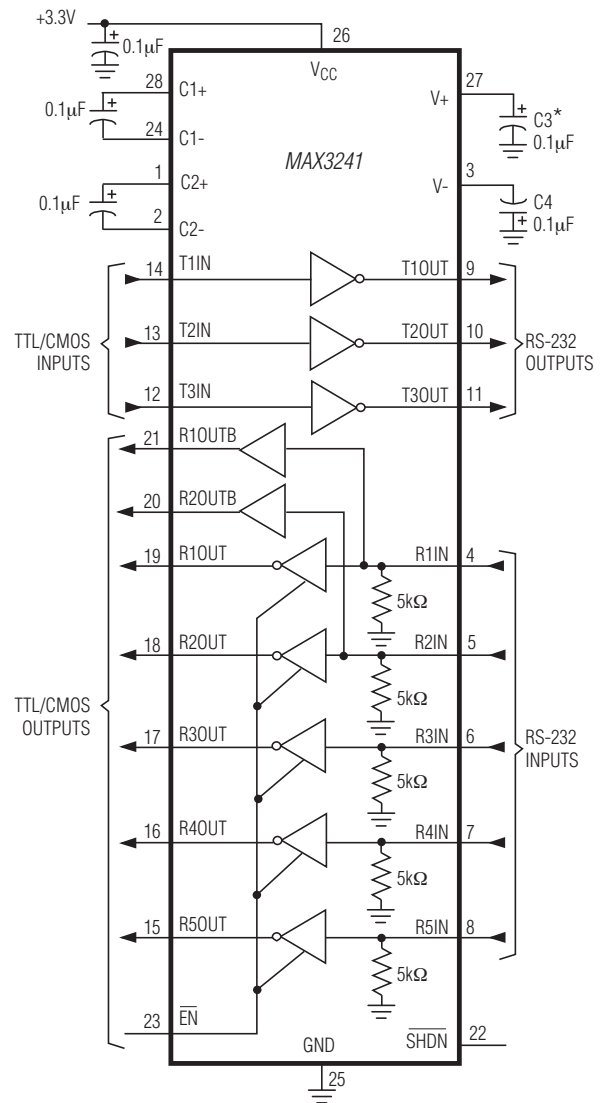 +3.3V
26
0.1µF
VCC
28
C1+
27
V+
0.1µF
C3*
0.1µF
24
C1-
MAX3241
1
C2+
3
V-
0.1µF
C4
0.1µF
2
C2-
14
T1IN
T1OUT
9
TTL/CMOS
INPUTS
13
T2IN
T2OUT
10
RS-232
OUTPUTS
12
T3IN
T3OUT
11
21
R1OUTB
20
R2OUTB
19
R1OUT
R1IN
4
5kΩ
18
R2OUT
R2IN
5
5kΩ
TTL/CMOS
OUTPUTS
17
R3OUT
R3IN
6
RS-232
INPUTS
5kΩ
16
R4OUT
R4IN
7
5kΩ
15
R5OUT
R5IN
8
5kΩ
23
EN
GND
SHDN
22
25